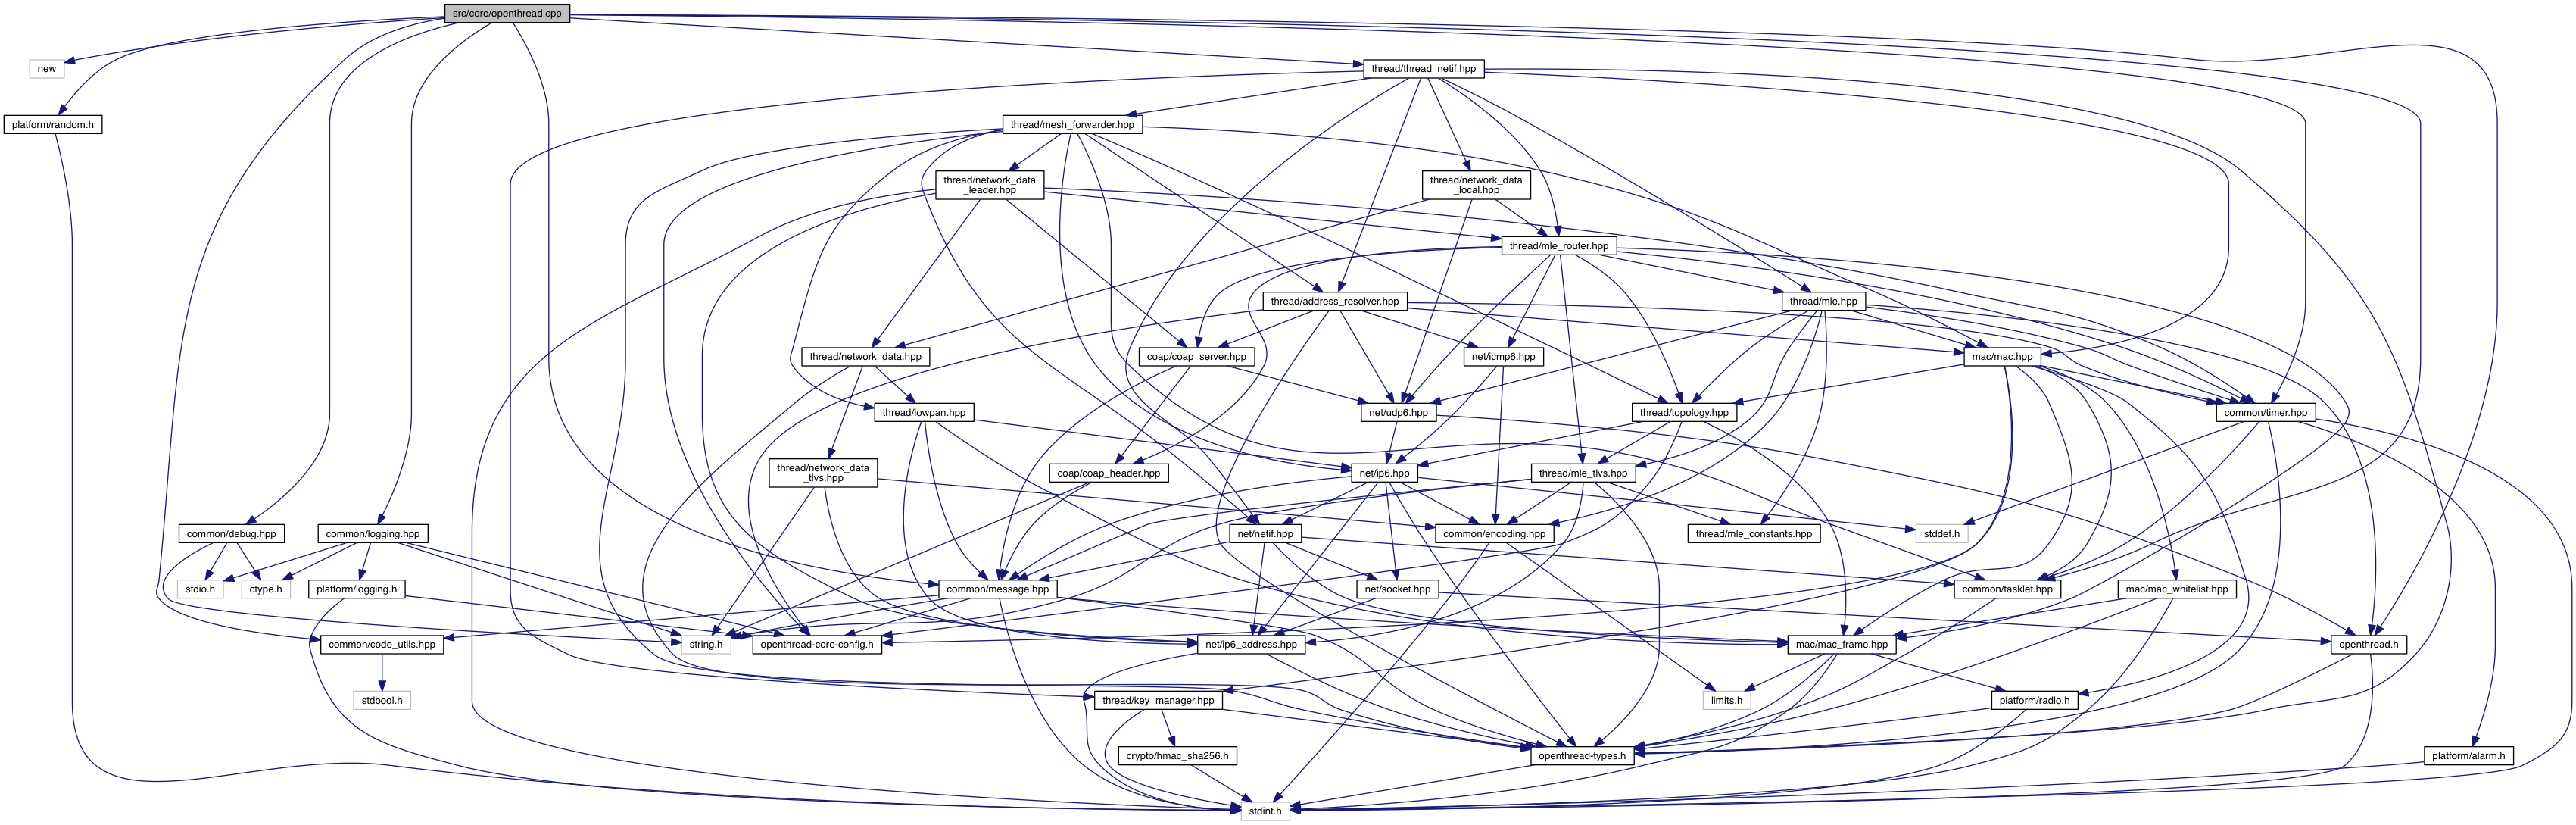 src/core/openthread.cpp
new
thread/thread_netif.hpp
platform/random.h
thread/mesh_forwarder.hpp
thread/network_data
_leader.hpp
thread/network_data
_local.hpp
thread/mle_router.hpp
thread/address_resolver.hpp
thread/mle.hpp
thread/network_data.hpp
coap/coap_server.hpp
net/icmp6.hpp
mac/mac.hpp
thread/lowpan.hpp
net/udp6.hpp
thread/topology.hpp
common/timer.hpp
thread/network_data
_tlvs.hpp
coap/coap_header.hpp
net/ip6.hpp
thread/mle_tlvs.hpp
common/debug.hpp
common/logging.hpp
net/netif.hpp
common/encoding.hpp
thread/mle_constants.hpp
stddef.h
stdio.h
ctype.h
platform/logging.h
common/message.hpp
net/socket.hpp
common/tasklet.hpp
mac/mac_whitelist.hpp
common/code_utils.hpp
string.h
openthread-core-config.h
net/ip6_address.hpp
mac/mac_frame.hpp
openthread.h
stdbool.h
thread/key_manager.hpp
limits.h
platform/radio.h
crypto/hmac_sha256.h
openthread-types.h
platform/alarm.h
stdint.h